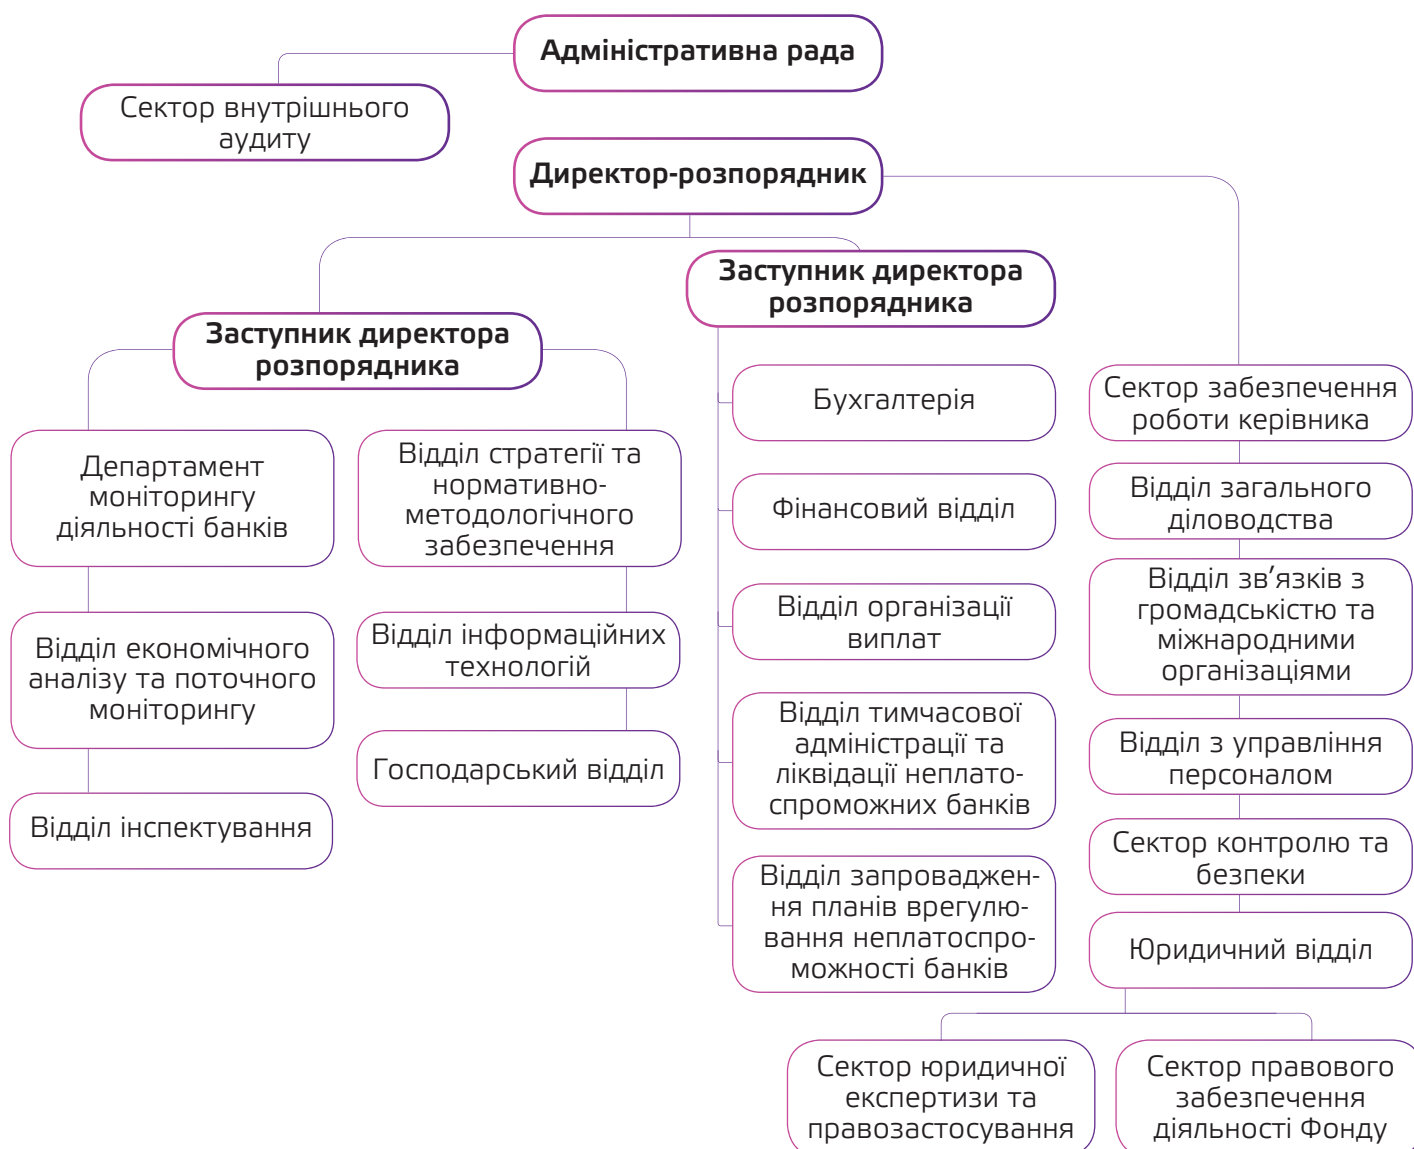 Адміністративна рада
Сектор внутрішнього
аудиту
Директор-розпорядник
Заступник директора
розпорядника
Заступник директора
розпорядника
Департамент
моніторингу
діяльності банків
Відділ економічного
аналізу та поточного
моніторингу
Відділ інспектування
Відділ стратегії та
нормативно-
методологічного
забезпечення
Відділ інформаційних
технологій
Господарський відділ
Бухгалтерія
Фінансовий відділ
Відділ організації
виплат
Відділ тимчасової
адміністрації та
ліквідації неплато-
спроможних банків
Відділ запроваджен-
ня планів врегулю-
вання неплатоспро-
можності банків
Сектор забезпечення
роботи керівника
Відділ загального
діловодства
Відділ зв’язків з
громадськістю та
міжнародними
організаціями
Відділ з управління
персоналом
Сектор контролю та
безпеки
Юридичний відділ
Сектор юридичної
експертизи та
правозастосування
Сектор правового
забезпечення
діяльності Фонду